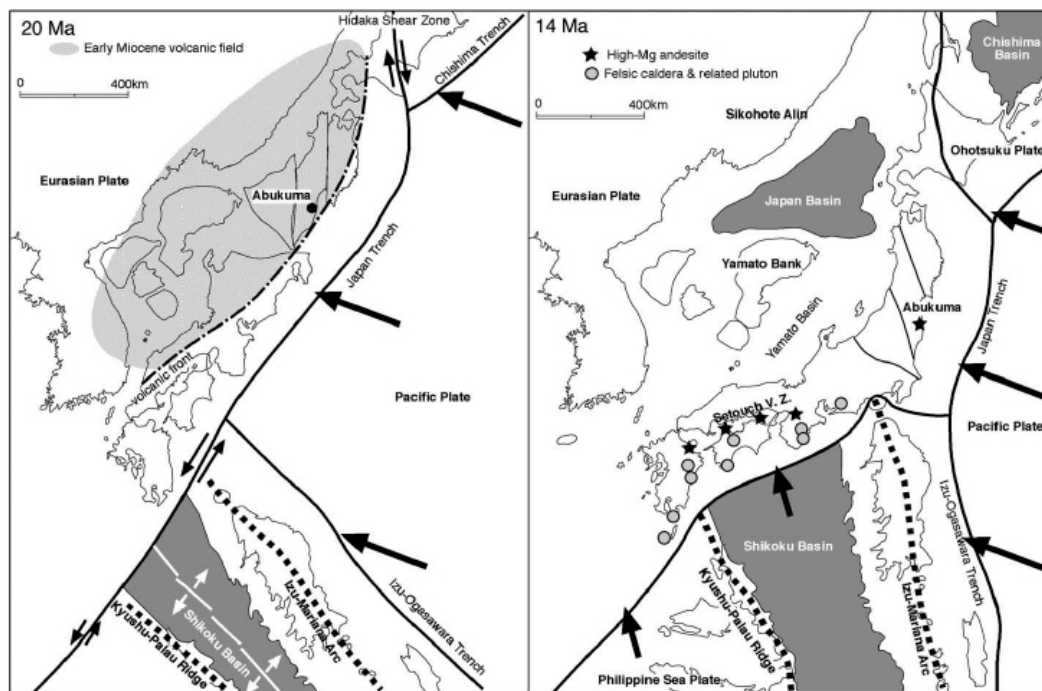 20 Ma
Early Miocene volcanic field
0
400km
Hidaka Shear Zone
Chishima Trench
Eurasian Plate
Abukuma
Japan Trench
volcanic front
Pacific Plate
Izu-Ogasawara Trench
Izu-Mariana Arc
Shikoku Basin
Kyushu-Palau Ridge
14 Ma
High-Mg andesite
Felsic caldera & related pluton
0
400km
Chishima Basin
Sikohote Alin
Ohotsuku Plate
Eurasian Plate
Japan Basin
Yamato Bank
Yamato Basin
Abukuma
Japan Trench
Setouch V. Z.
Pacific Plate
Izu-Ogasawara Trench
Shikoku Basin
Kyushu-Palau Ridge
Izu-Mariana Arc
Philippine Sea Plate